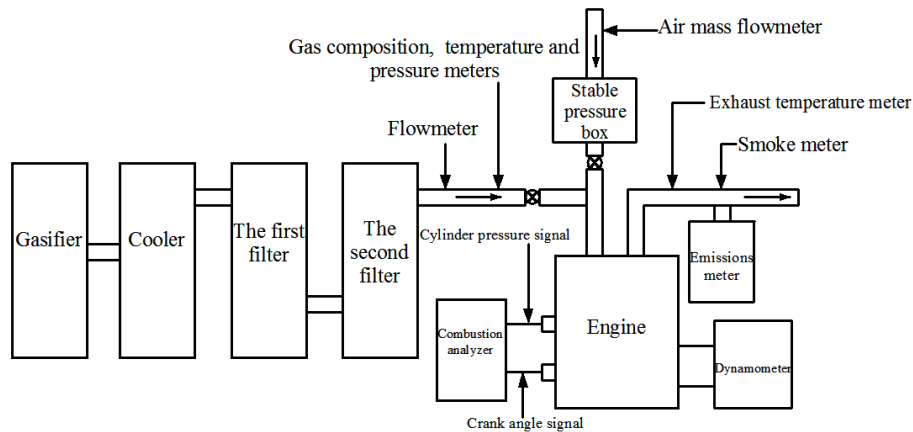 Air mass flowmeter
Gas composition, temperature and
pressure meters
Stable
pressure
box
Exhaust temperature meter
Flowmeter
Smoke meter
Gasifier
Cooler
The first
filter
The
second
filter
Cylinder pressure signal
Emissions
meter
Engine
Combustion
analyzer
Dynamometer
Crank angle signal